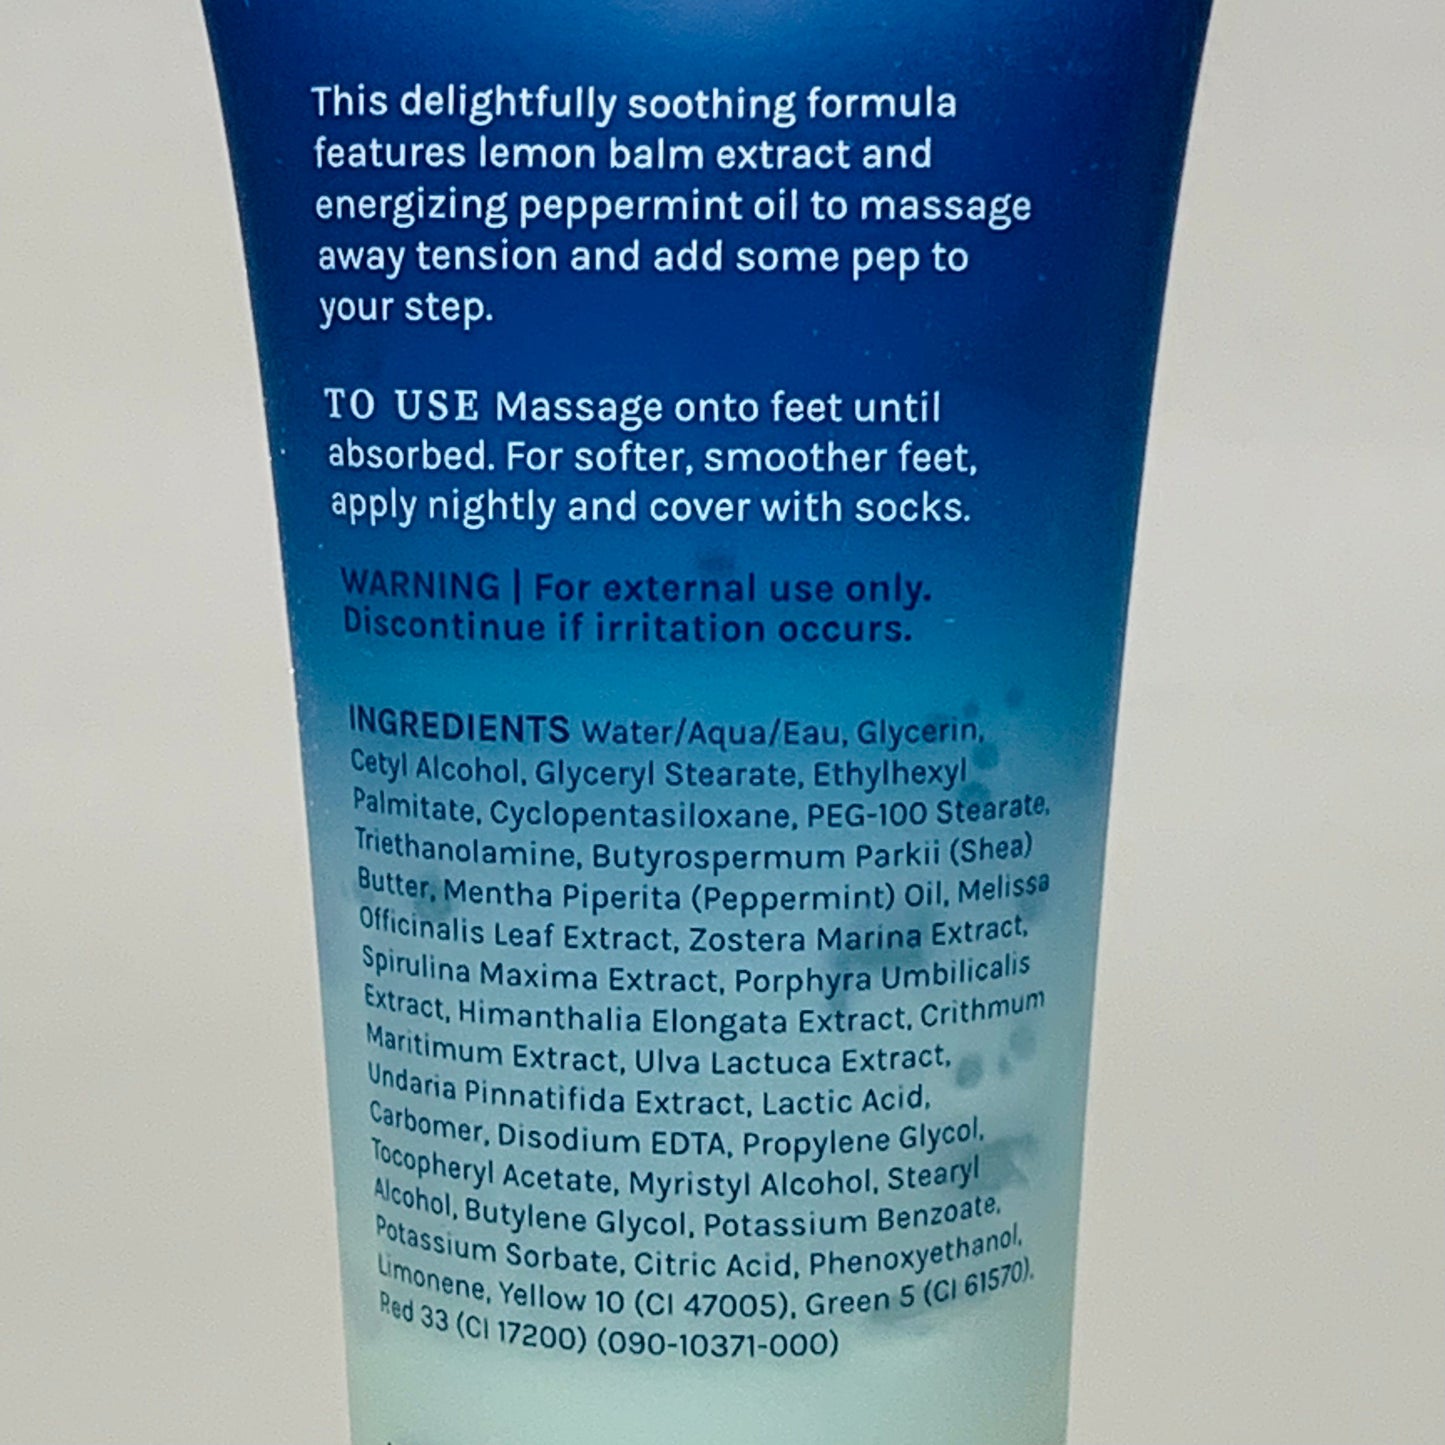 This delightfully soothing formula
features lemon balm extract and
energizing peppermint oil to massage
away tension and add some pep to
your step.
TO USE Massage onto feet until
absorbed. For softer, smoother feet,
apply nightly and cover with socks.
WARNING | For external use only.
Discontinue if irritation occurs.
INGREDIENTS Water/Aqua/Eau, Glycerin,
Cetyl Alcohol, Glyceryl Stearate, Ethylhexyl
Palmitate, Cyclopentasiloxane, PEG-100 Stearate,
Triethanolamine, Butyrospermum Parkii (Shea)
Butter, Mentha Piperita (Peppermint) Oil, Melissa
Officinalis Leaf Extract, Zostera Marina Extract,
Spirulina Maxima Extract, Porphyra Umbilicalis
Extract, Himanthalia Elongata Extract, Crithmum
Maritimum Extract, Ulva Lactuca Extract,
Undaria Pinnatifida Extract, Lactic Acid,
Carbomer, Disodium EDTA, Propylene Glycol,
Tocopheryl Acetate, Myristyl Alcohol, Stearyl
Alcohol, Butylene Glycol, Potassium Benzoate,
Potassium Sorbate, Citric Acid, Phenoxyethanol,
Limonene, Yellow 10 (CI 47005), Green 5 (CI 61570),
Red 33 (CI 17200) (090-10371-000)